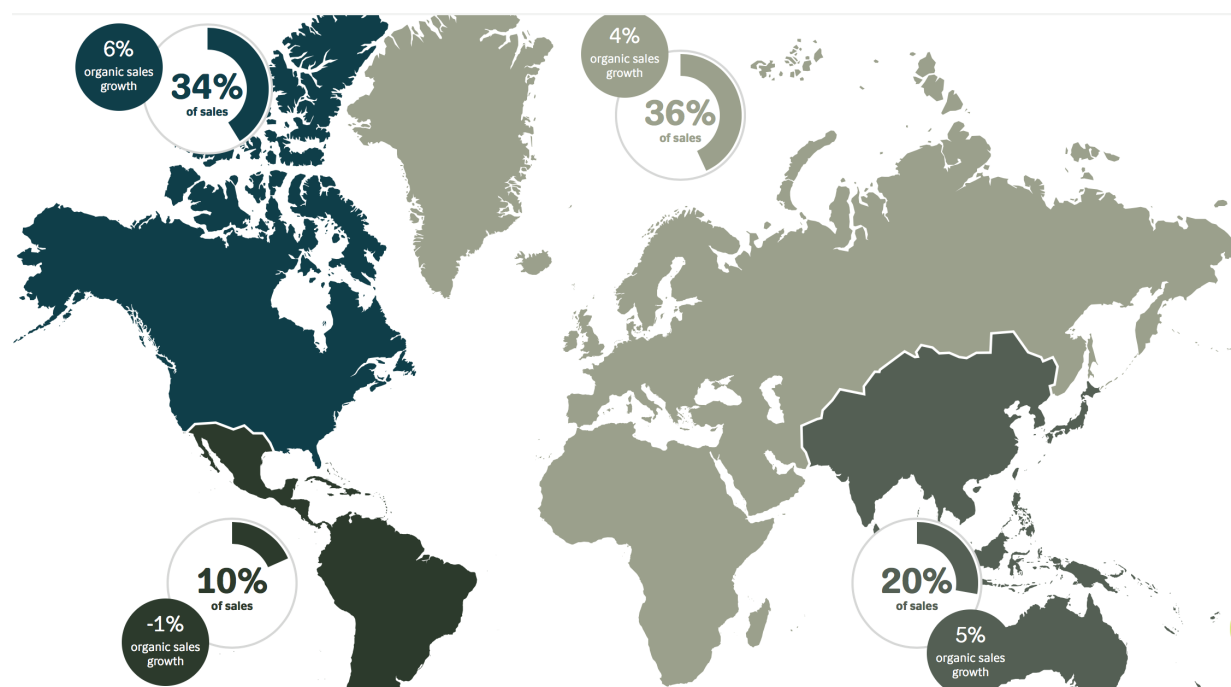 6%
organic sales
growth
34%
of sales
4%
organic sales
growth
36%
of sales
10%
of sales
-1%
organic sales
growth
20%
of sales
5%
organic sales
growth